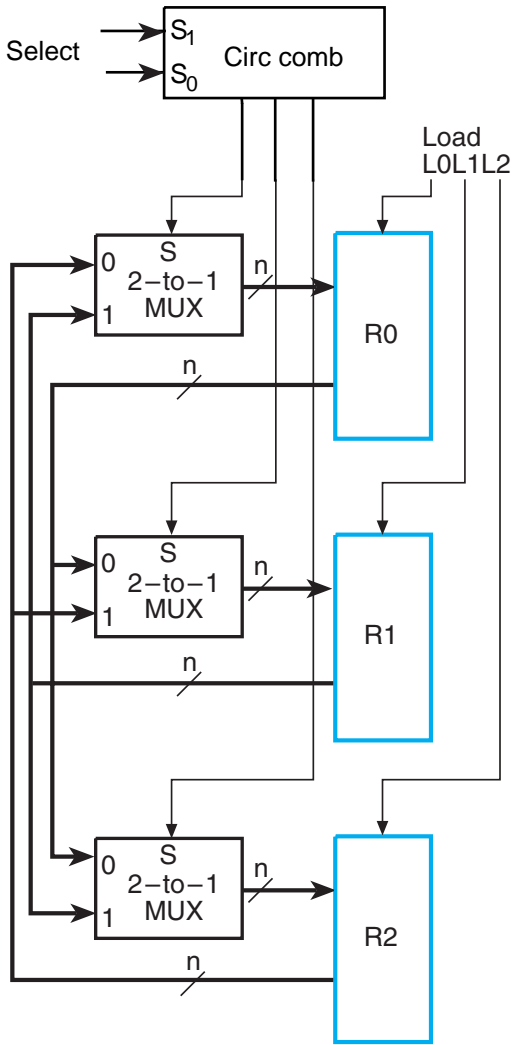 Select
S1
S0
Circ comb
Load
L0L1L2
0
1
S
2-to-1
MUX
n
R0
n
0
1
S
2-to-1
MUX
n
R1
n
0
1
S
2-to-1
MUX
n
R2
n